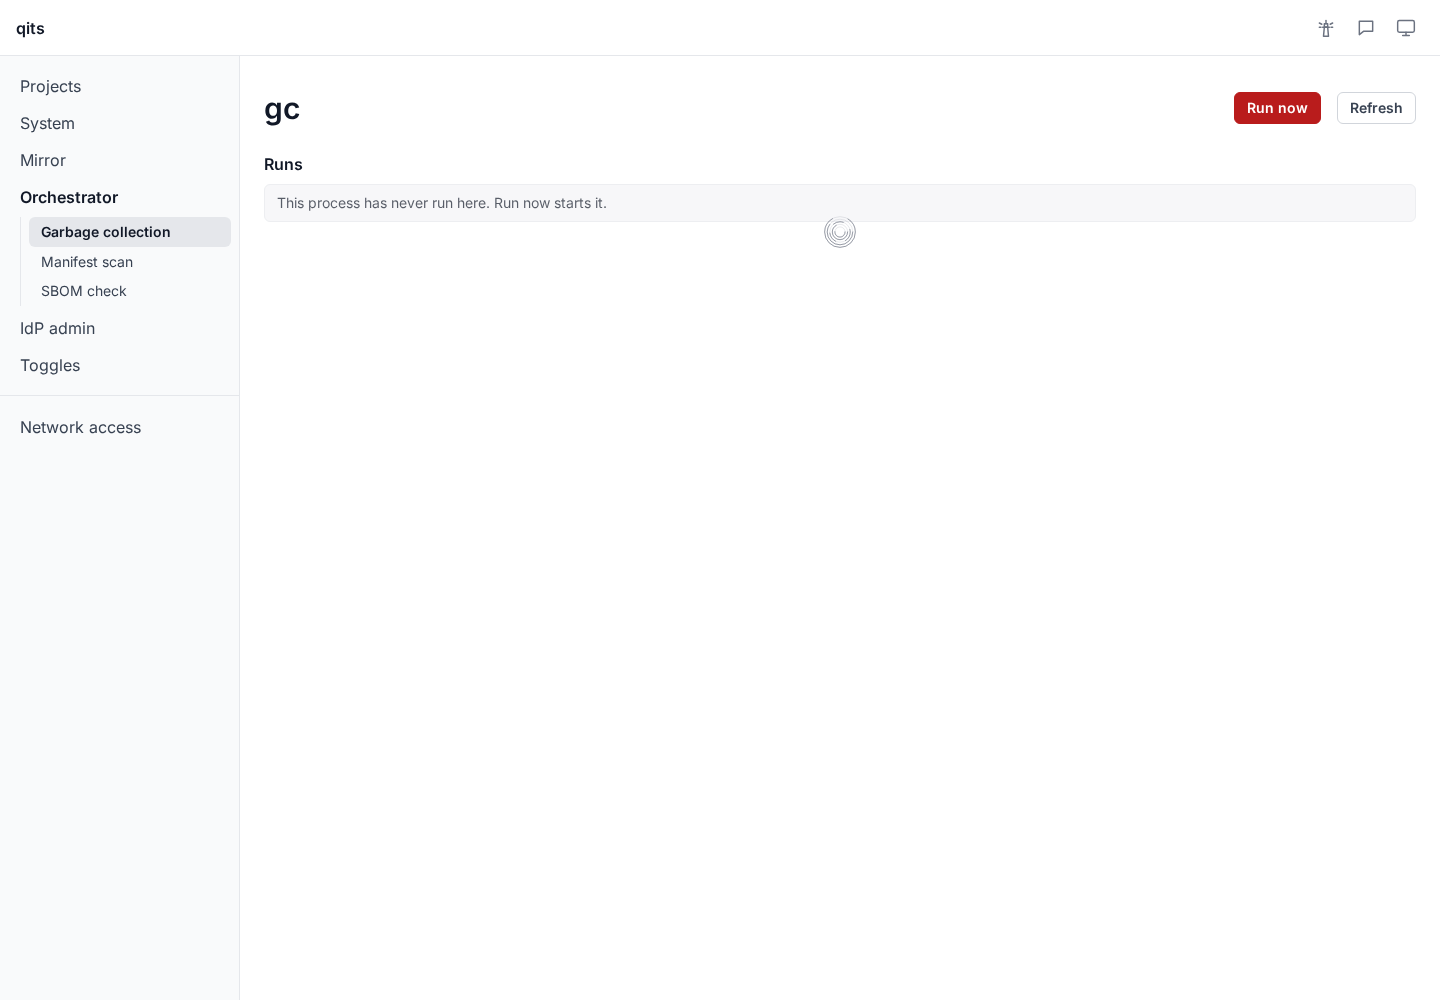 qits
Projects
System
Mirror
Orchestrator
Garbage collection
Manifest scan
SBOM check
IdP admin
Toggles
Network access
gc
Run now
Refresh
Runs
This process has never run here. Run now starts it.